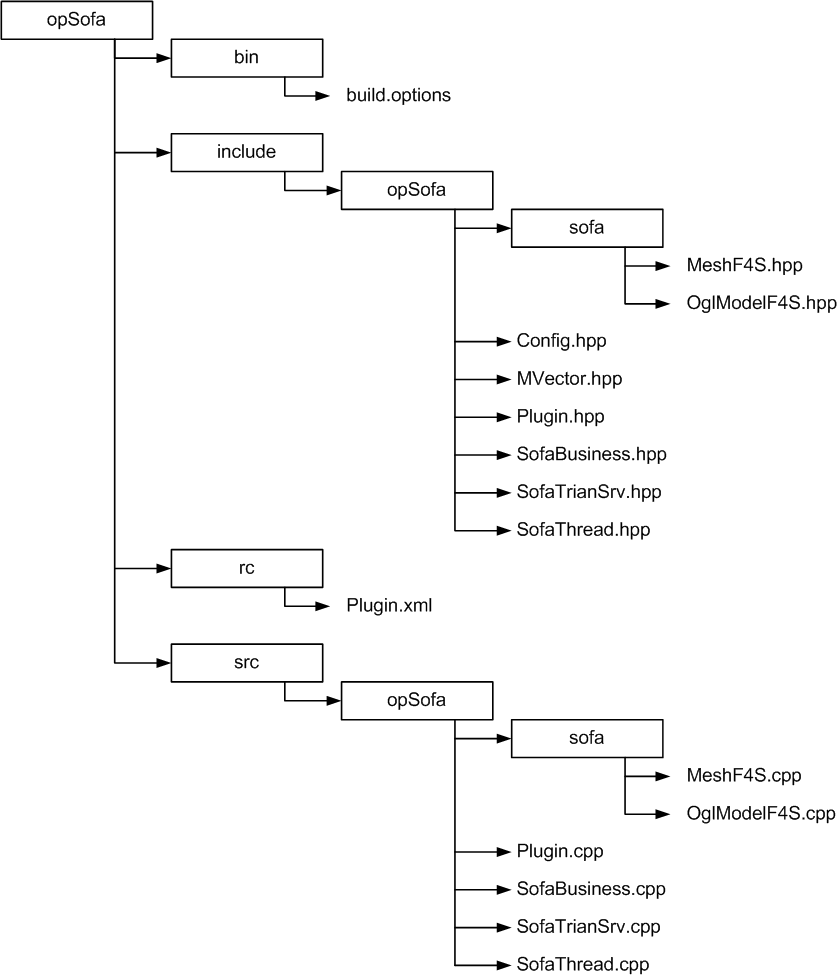 opSofa
bin
build.options
include
opSofa
sofa
MeshF4S.hpp
OglModelF4S.hpp
Config.hpp
MVector.hpp
Plugin.hpp
SofaBusiness.hpp
SofaTrianSrv.hpp
SofaThread.hpp
rc
Plugin.xml
src
opSofa
sofa
MeshF4S.cpp
OglModelF4S.cpp
Plugin.cpp
SofaBusiness.cpp
SofaTrianSrv.cpp
SofaThread.cpp